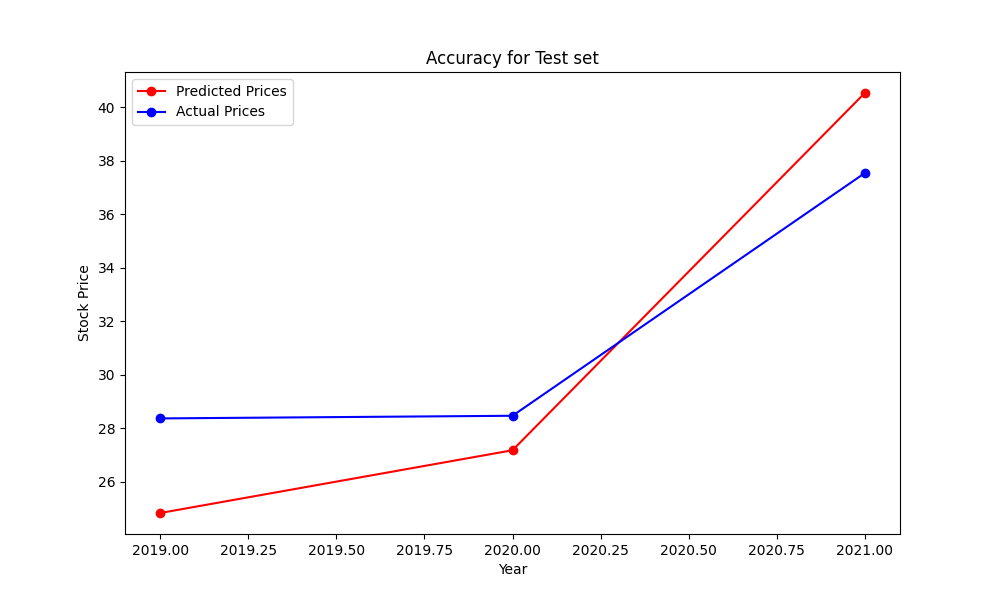 Accuracy for Test set
Predicted Prices
Actual Prices
40
38
36
34
32
30
28
26
Stock Price
2019.00 2019.25 2019.50 2019.75 2020.00 2020.25 2020.50 2020.75 2021.00
Year